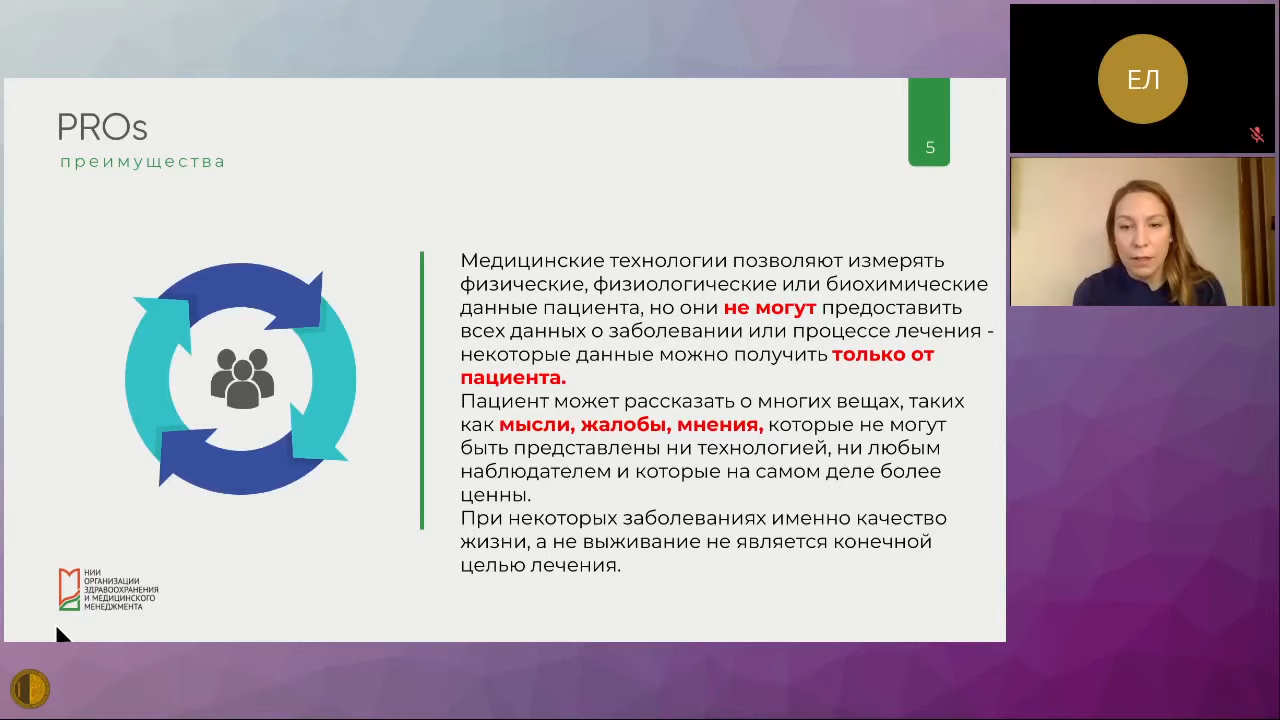 PROs
преимущества
5
Медицинские технологии позволяют измерять
физические, физиологические или биохимические
данные пациента, но они не могут предоставить
всех данных о заболевании или процессе лечения -
некоторые данные можно получить только от
пациента.
Пациент может рассказать о многих вещах, таких
как мысли, жалобы, мнения, которые не могут
быть представлены ни технологией, ни любым
наблюдателем и которые на самом деле более
ценны.
При некоторых заболеваниях именно качество
жизни, а не выживание не является конечной
целью лечения.
НИИ
ОРГАНИЗАЦИИ
ЗДРАВООХРАНЕНИЯ
И МЕДИЦИНСКОГО
МЕНЕДЖМЕНТА
ЕЛ